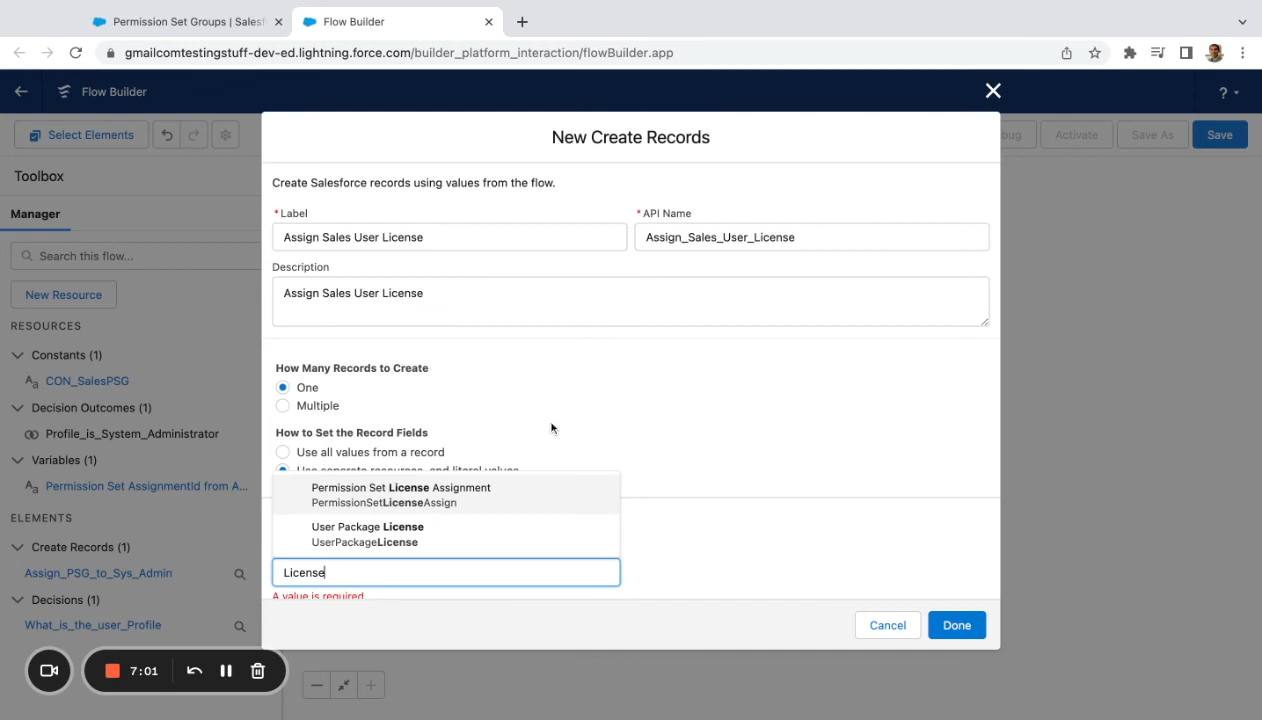 Permission Set Groups | Salesf
Flow Builder
gmailcomtestingstuff-dev-ed.lightning.force.com/builder_platform_interaction/flowBuilder.app
Flow Builder
?
Select Elements
bug
Activate
Save As
Save
Toolbox
Manager
Search this flow...
New Resource
RESOURCES
Constants (1)
CON_SalesPSG
Decision Outcomes (1)
Profile_is_System_Administrator
Variables (1)
Permission Set AssignmentId from A...
ELEMENTS
Create Records (1)
Assign_PSG_to_Sys_Admin
Decisions (1)
What_is_the_user_Profile
7:01
New Create Records
Create Salesforce records using values from the flow.
* Label
Assign Sales User License
* API Name
Assign_Sales_User_License
Description
Assign Sales User License
How Many Records to Create
One
Multiple
How to Set the Record Fields
Use all values from a record
Use separate resources, and literal values
Permission Set License Assignment
PermissionSetLicenseAssign
User Package License
UserPackageLicense
License
A value is required.
Cancel
Done